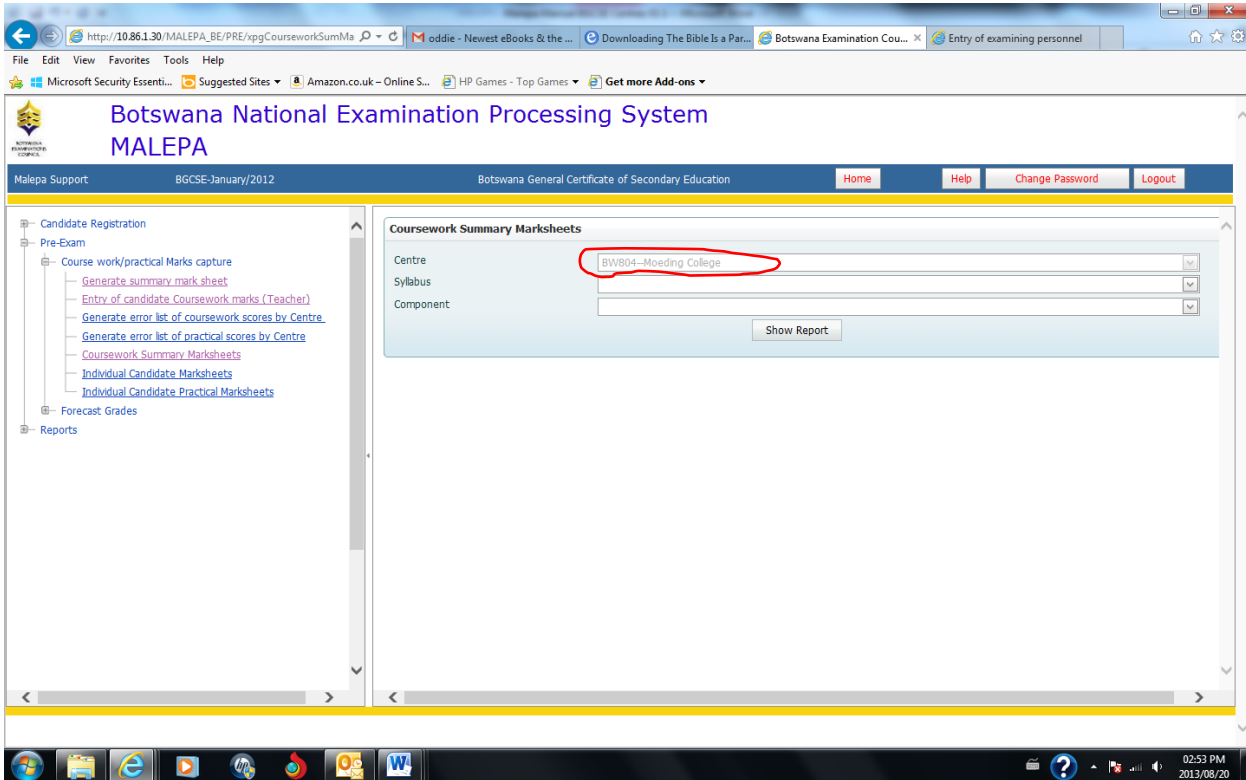 http://10.86.1.30/MALEPA_BE/PRE/xpgCourseworkSumMa
oddie - Newest eBooks & the ...
Downloading The Bible Is a Par...
Botswana Examination Cou...
Entry of examining personnel
File Edit View Favorites Tools Help
Microsoft Security Essenti... Suggested Sites Amazon.co.uk – Online S... HP Games - Top Games Get more Add-ons
Botswana National Examination Processing System
MALEPA
BOTSWANA
EXAMINATIONS
COUNCIL
Malepa Support BGCSE-January/2012 Botswana General Certificate of Secondary Education Home Help Change Password Logout
Candidate Registration
Pre-Exam
Course work/practical Marks capture
Generate summary mark sheet
Entry of candidate Coursework marks (Teacher)
Generate error list of coursework scores by Centre
Generate error list of practical scores by Centre
Coursework Summary Marksheets
Individual Candidate Marksheets
Individual Candidate Practical Marksheets
Forecast Grades
Reports
Coursework Summary Marksheets
Centre BW804--Moeding College
Syllabus
Component
Show Report
02:53 PM
2013/08/20